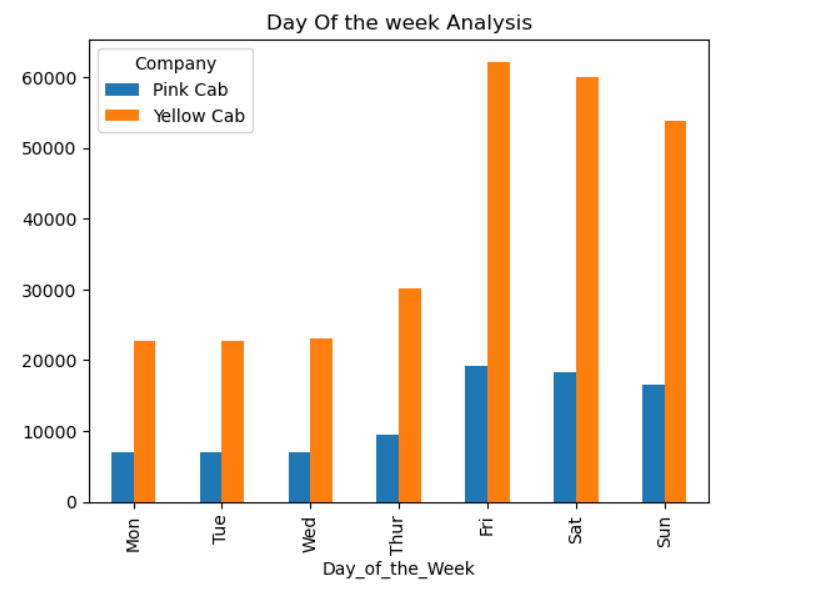 Day Of the week Analysis
Company
Pink Cab
Yellow Cab
60000
50000
40000
30000
20000
10000
0
Mon
Tue
Wed
Thur
Fri
Sat
Sun
Day_of_the_Week